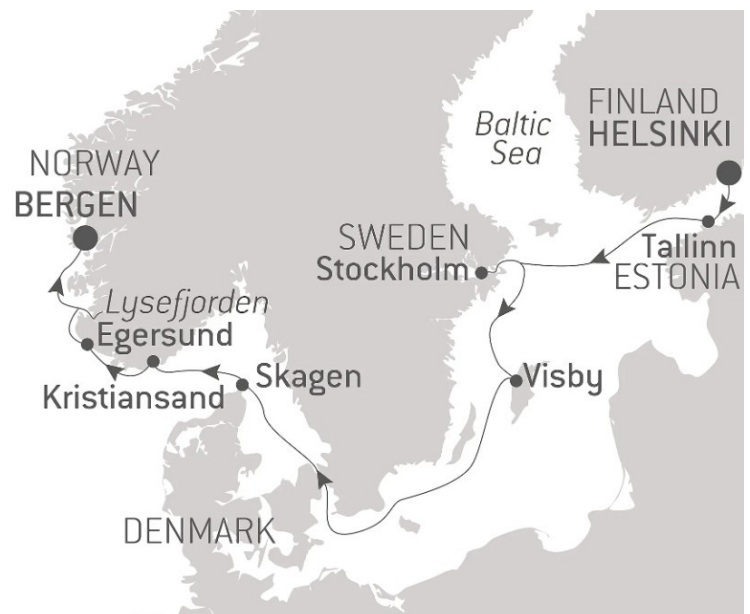 FINLAND
HELSINKI
Baltic
Sea
NORWAY
BERGEN
SWEDEN
Stockholm
Tallinn
ESTONIA
Lysefjorden
Egersund
Kristiansand
Skagen
Visby
DENMARK